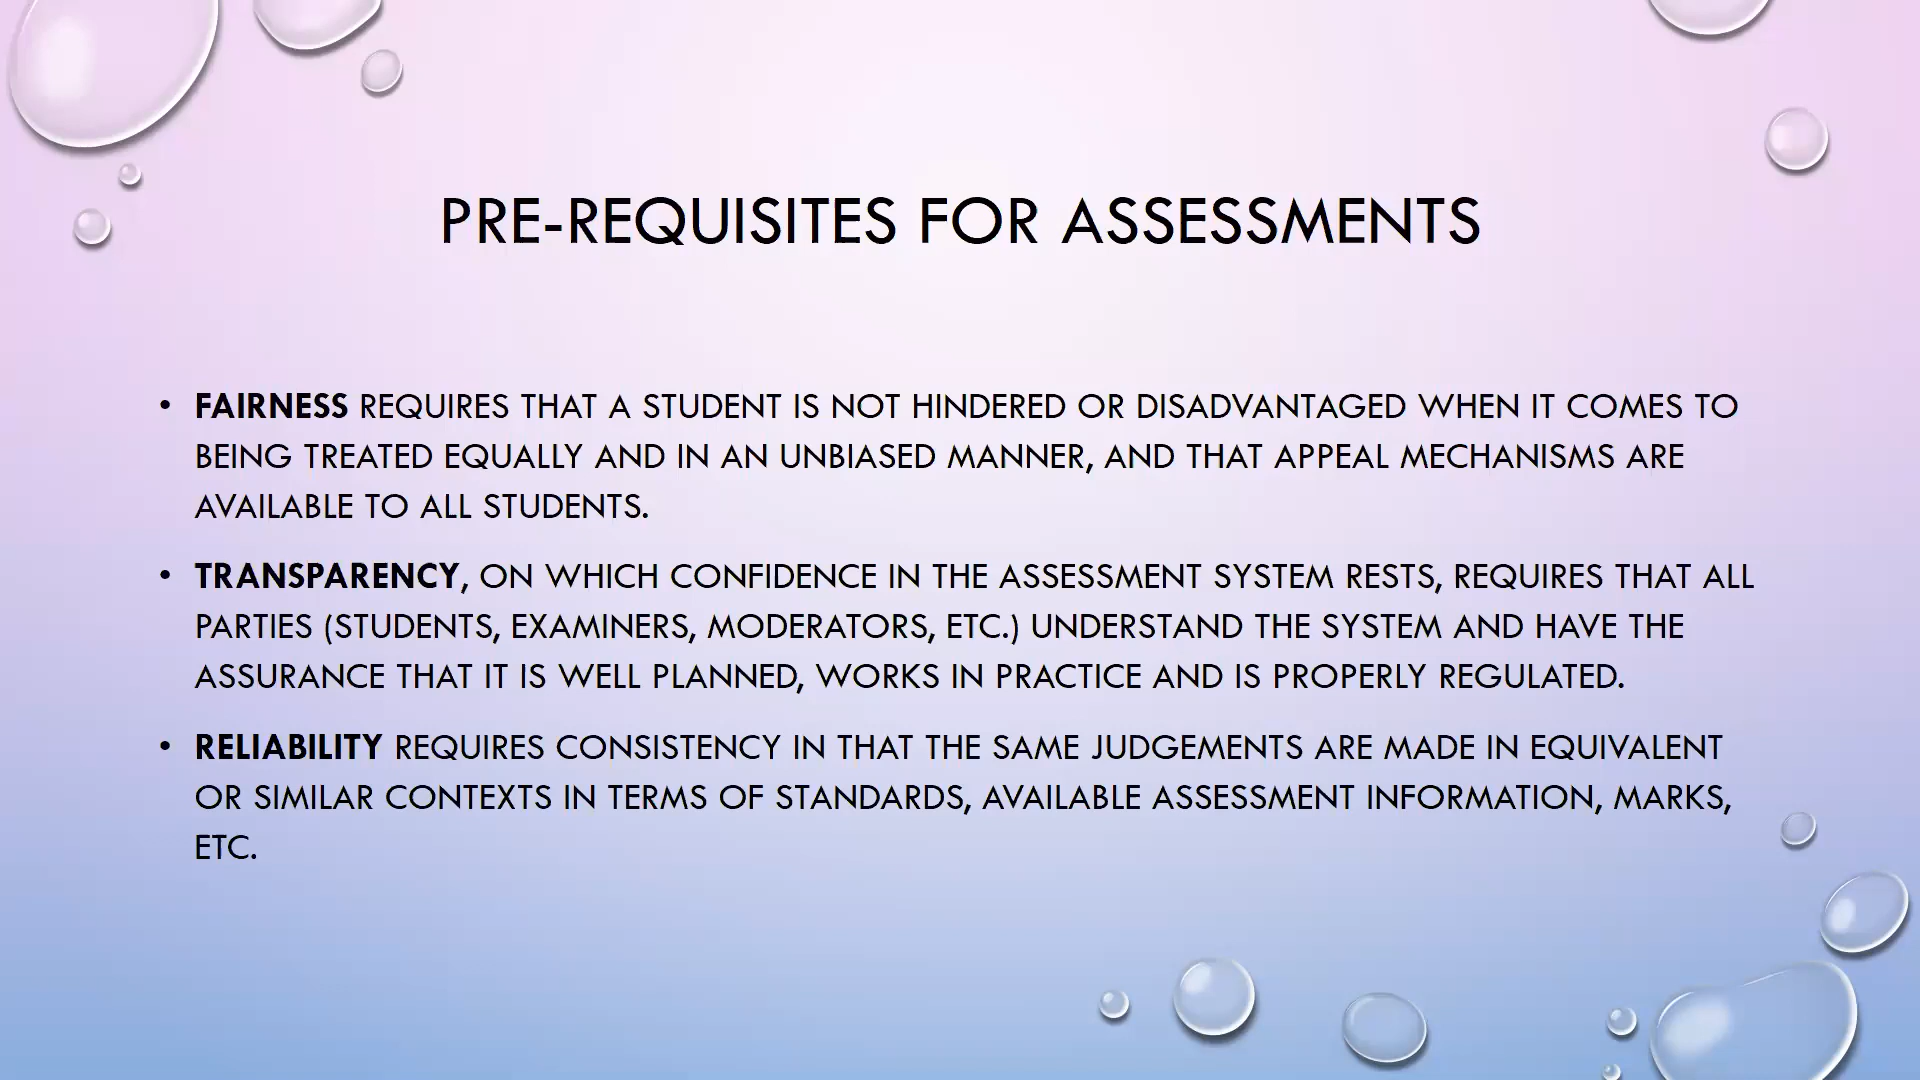 PRE-REQUISITES FOR ASSESSMENTS
• FAIRNESS REQUIRES THAT A STUDENT IS NOT HINDERED OR DISADVANTAGED WHEN IT COMES TO
BEING TREATED EQUALLY AND IN AN UNBIASED MANNER, AND THAT APPEAL MECHANISMS ARE
AVAILABLE TO ALL STUDENTS.
• TRANSPARENCY, ON WHICH CONFIDENCE IN THE ASSESSMENT SYSTEM RESTS, REQUIRES THAT ALL
PARTIES (STUDENTS, EXAMINERS, MODERATORS, ETC.) UNDERSTAND THE SYSTEM AND HAVE THE
ASSURANCE THAT IT IS WELL PLANNED, WORKS IN PRACTICE AND IS PROPERLY REGULATED.
• RELIABILITY REQUIRES CONSISTENCY IN THAT THE SAME JUDGEMENTS ARE MADE IN EQUIVALENT
OR SIMILAR CONTEXTS IN TERMS OF STANDARDS, AVAILABLE ASSESSMENT INFORMATION, MARKS,
ETC.